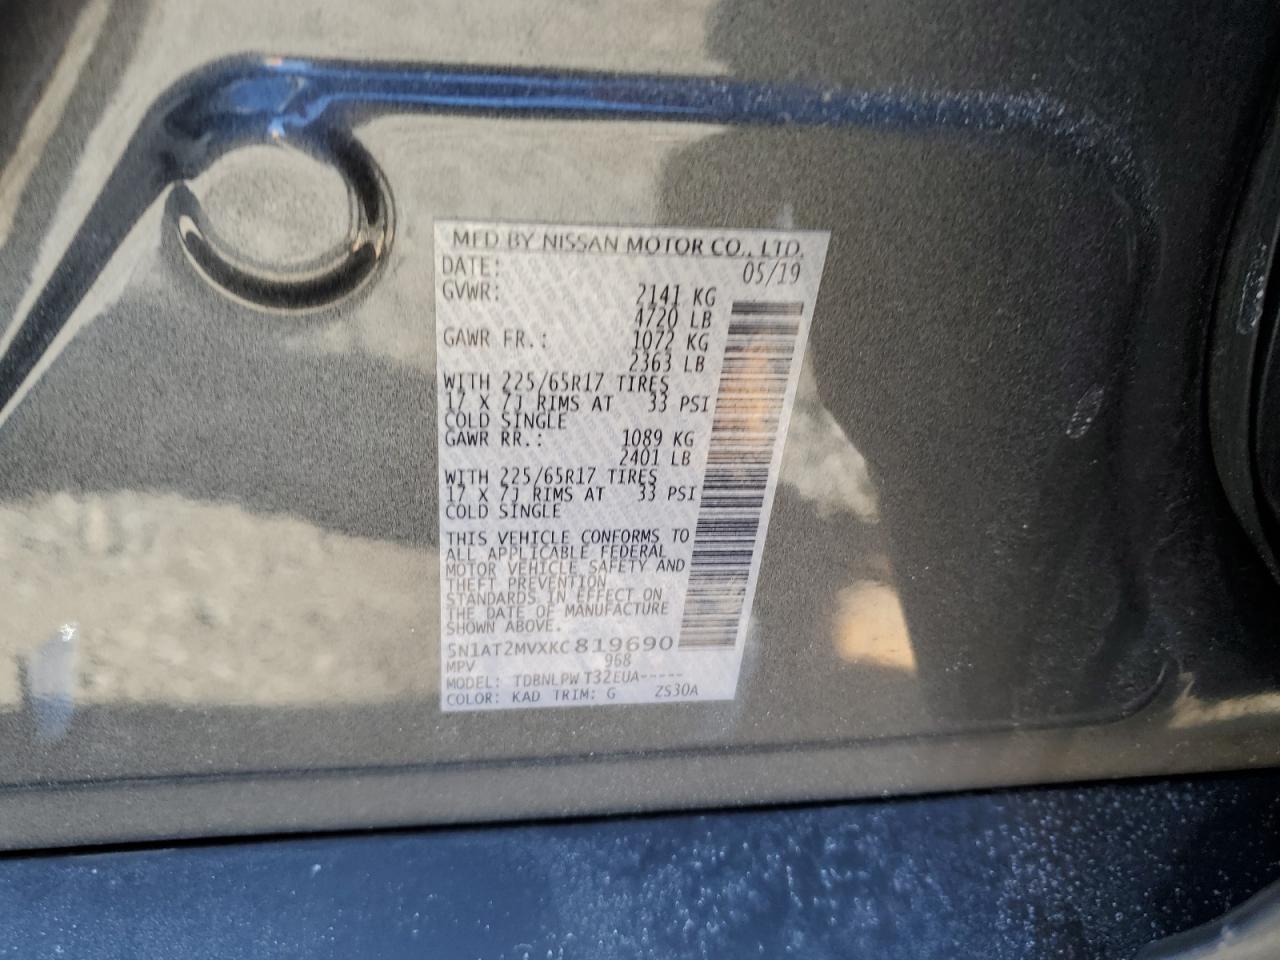 MFD BY NISSAN MOTOR CO., LTD.
DATE: 05/19
GVWR: 2141 KG
4720 LB
GAWR FR.: 1072 KG
2363 LB
WITH 225/65R17 TIRES
17 X 7J RIMS AT 33 PSI
COLD SINGLE
GAWR RR.: 1089 KG
2401 LB
WITH 225/65R17 TIRES
17 X 7J RIMS AT 33 PSI
COLD SINGLE
THIS VEHICLE CONFORMS TO
ALL APPLICABLE FEDERAL
MOTOR VEHICLE SAFETY AND
THEFT PREVENTION
STANDARDS IN EFFECT ON
THE DATE OF MANUFACTURE
SHOWN ABOVE.
5N1AT2MVXKC819690
MPV 968
MODEL: TDBNLPW T32EUA-----
COLOR: KAD TRIM: G ZS30A